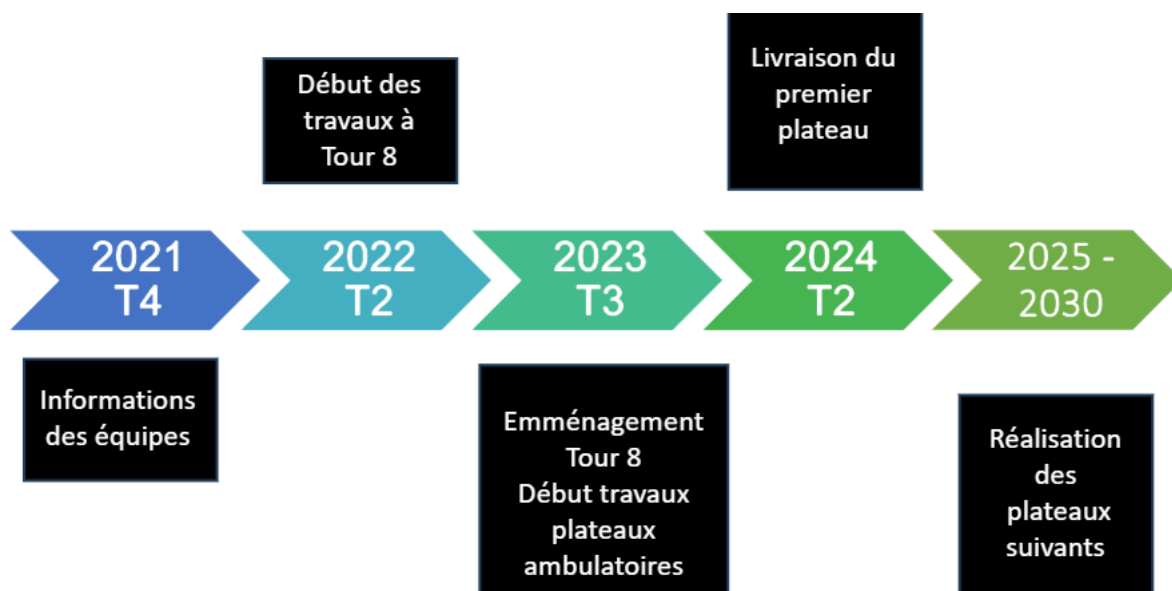 Début des
travaux à
Tour 8
Livraison du
premier
plateau
2021
T4
2022
T2
2023
T3
2024
T2
2025 -
2030
Informations
des équipes
Emménagement
Tour 8
Début travaux
plateaux
ambulatoires
Réalisation
des
plateaux
suivants